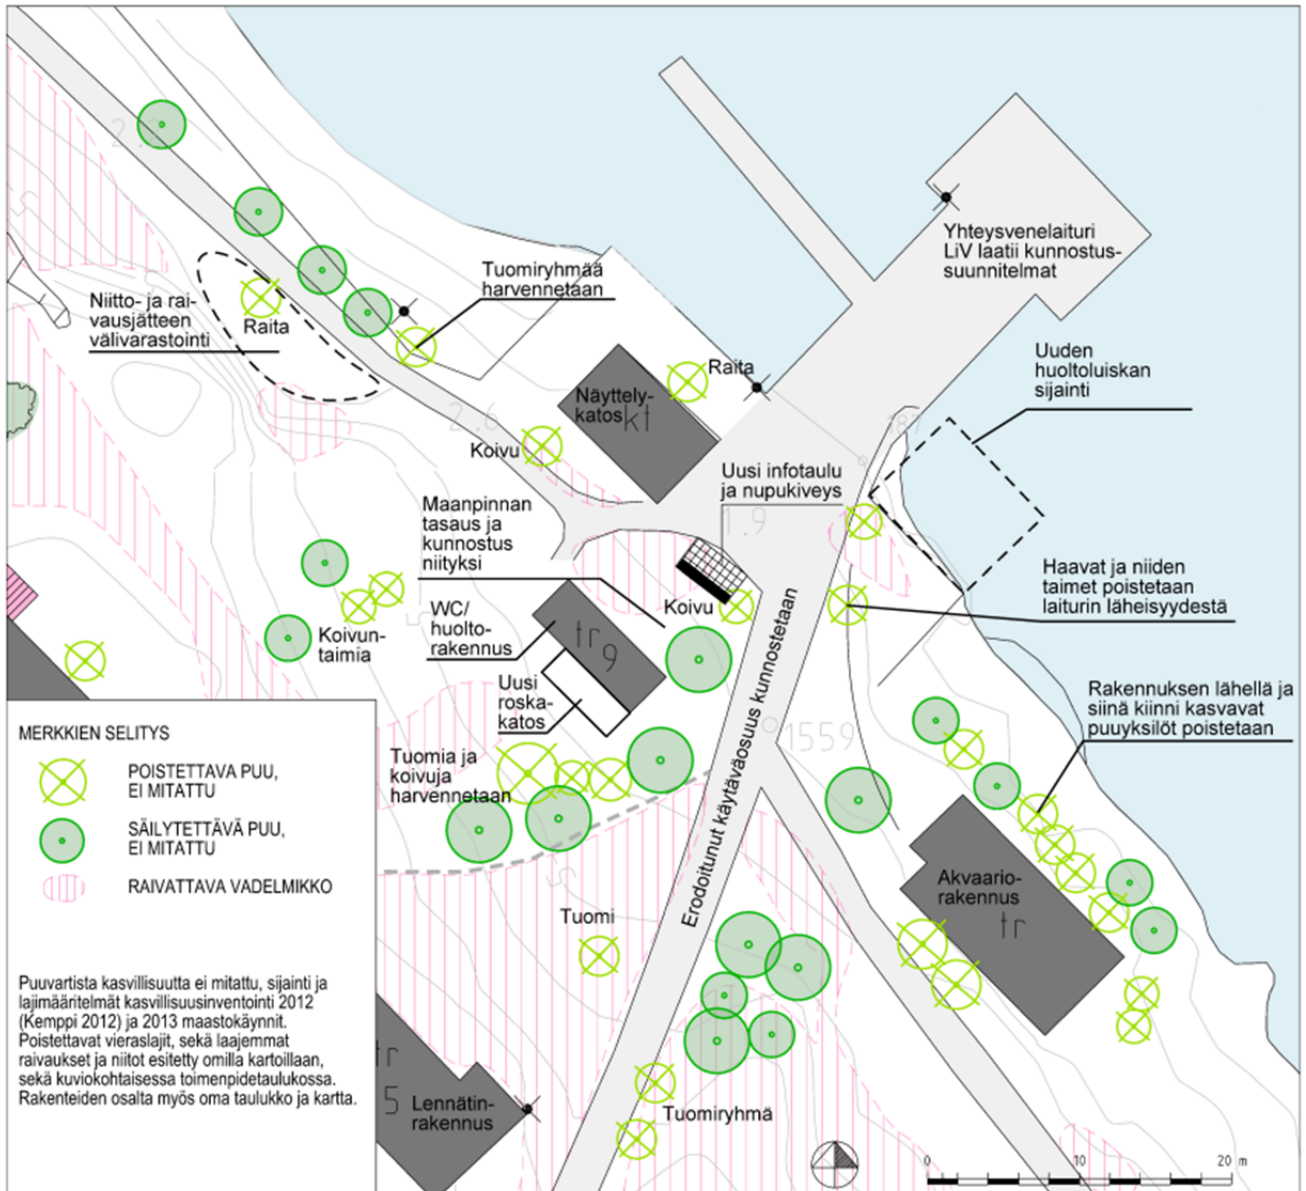 2.
Yhteysvenelaituri
LiV laatii kunnostus-
suunnitelmat
Tuomiryhmää
harvennetaan
Niitto- ja rai-
vausjätteen
välivarastointi
Raita
Uuden
huoltoluiskan
sijainti
Raita
Näyttely-
katos
kt
2.6
187
Koivu
Uusi infotaulu
ja nupukiveys
1.9
Maanpinnan
tasaus ja
kunnostus
niityksi
Haavat ja niiden
taimet poistetaan
laiturin läheisyydestä
Koivu
WC/
huolto-
rakennus
tr
9
Koivun-
taimia
Uusi
roska-
katos
Erodoitunut käytäväosuus kunnostetaan
Rakennuksen lähellä ja
siinä kiinni kasvavat
puuyksilöt poistetaan
1559
Tuomia ja
koivuja
harvennetaan
Akvaario-
rakennus
tr
Tuomi
MERKKIEN SELITYS
POISTETTAVA PUU,
EI MITATTU
SÄILYTETTÄVÄ PUU,
EI MITATTU
RAIVATTAVA VADELMIKKO
Puuvartista kasvillisuutta ei mitattu, sijainti ja
lajimääritelmät kasvillisuusinventointi 2012
(Kemppi 2012) ja 2013 maastokäynnit.
Poistettavat vieraslajit, sekä laajemmat
raivaukset ja niitot esitetty omilla kartoillaan,
sekä kuviokohtaisessa toimenpidetaulukossa.
Rakenteiden osalta myös oma taulukko ja kartta.
tr
5
Lennätin-
rakennus
Tuomiryhmä
0 10 20 m